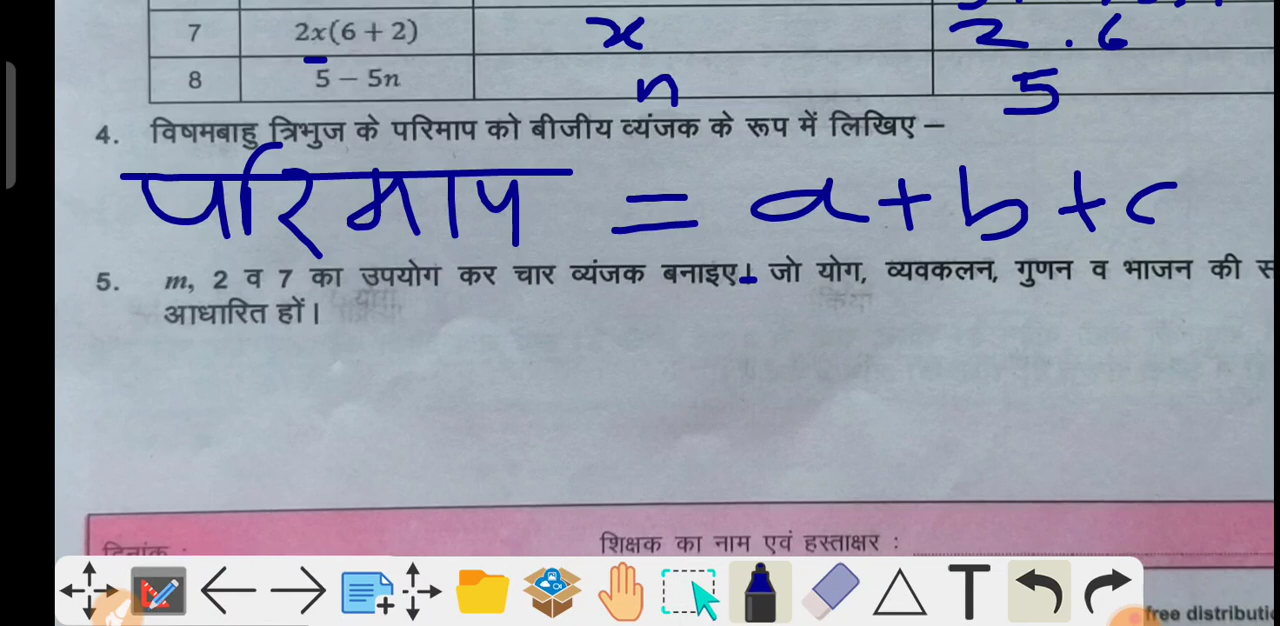 7 2x(6 + 2) x 2 . 6
8 5 − 5n n 5
4. विषमबाहु त्रिभुज के परिमाप को बीजीय व्यंजक के रूप में लिखिए –
परिमाप = a + b + c
5. m, 2 व 7 का उपयोग कर चार व्यंजक बनाइए। जो योग, व्यवकलन, गुणन व भाजन की
आधारित हों।
दिनांक :
शिक्षक का नाम एवं हस्ताक्षर :
T
free